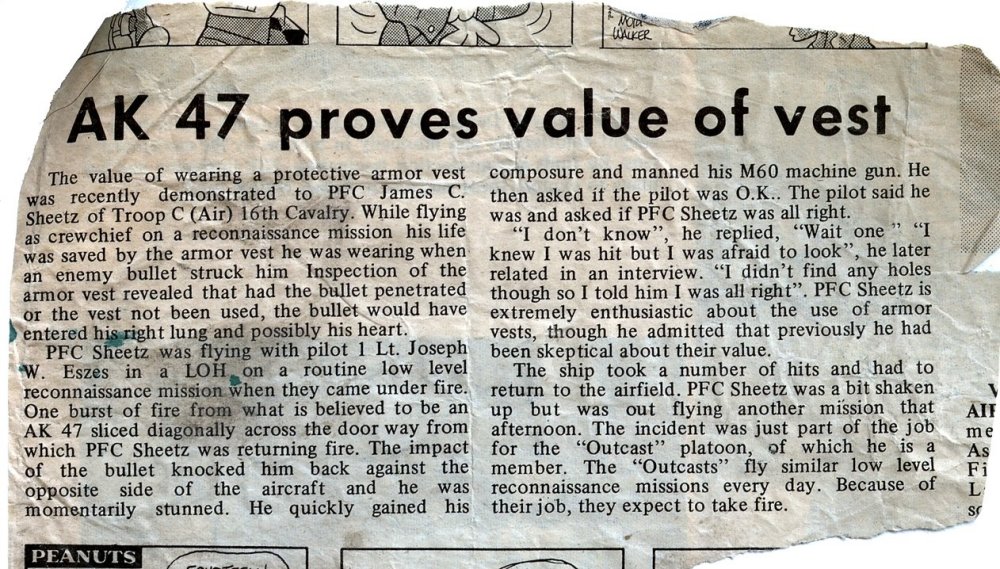 MORT
WALKER
AK 47 proves value of vest
The value of wearing a protective armor vest
was recently demonstrated to PFC James C.
Sheetz of Troop C (Air) 16th Cavalry. While flying
as crewchief on a reconnaissance mission his life
was saved by the armor vest he was wearing when
an enemy bullet struck him Inspection of the
armor vest revealed that had the bullet penetrated
or the vest not been used, the bullet would have
entered his right lung and possibly his heart.
PFC Sheetz was flying with pilot 1 Lt. Joseph
W. Eszes in a LOH on a routine low level
reconnaissance mission when they came under fire.
One burst of fire from what is believed to be an
AK 47 sliced diagonally across the door way from
which PFC Sheetz was returning fire. The impact
of the bullet knocked him back against the
opposite side of the aircraft and he was
momentarily stunned. He quickly gained his
composure and manned his M60 machine gun. He
then asked if the pilot was O.K.. The pilot said he
was and asked if PFC Sheetz was all right.
"I don't know", he replied, "Wait one " "I
knew I was hit but I was afraid to look", he later
related in an interview. "I didn't find any holes
though so I told him I was all right". PFC Sheetz is
extremely enthusiastic about the use of armor
vests, though he admitted that previously he had
been skeptical about their value.
The ship took a number of hits and had to
return to the airfield. PFC Sheetz was a bit shaken
up but was out flying another mission that
afternoon. The incident was just part of the job
for the "Outcast" platoon, of which he is a
member. The "Outcasts" fly similar low level
reconnaissance missions every day. Because of
their job, they expect to take fire.
me
As
Fi
PEANUTS